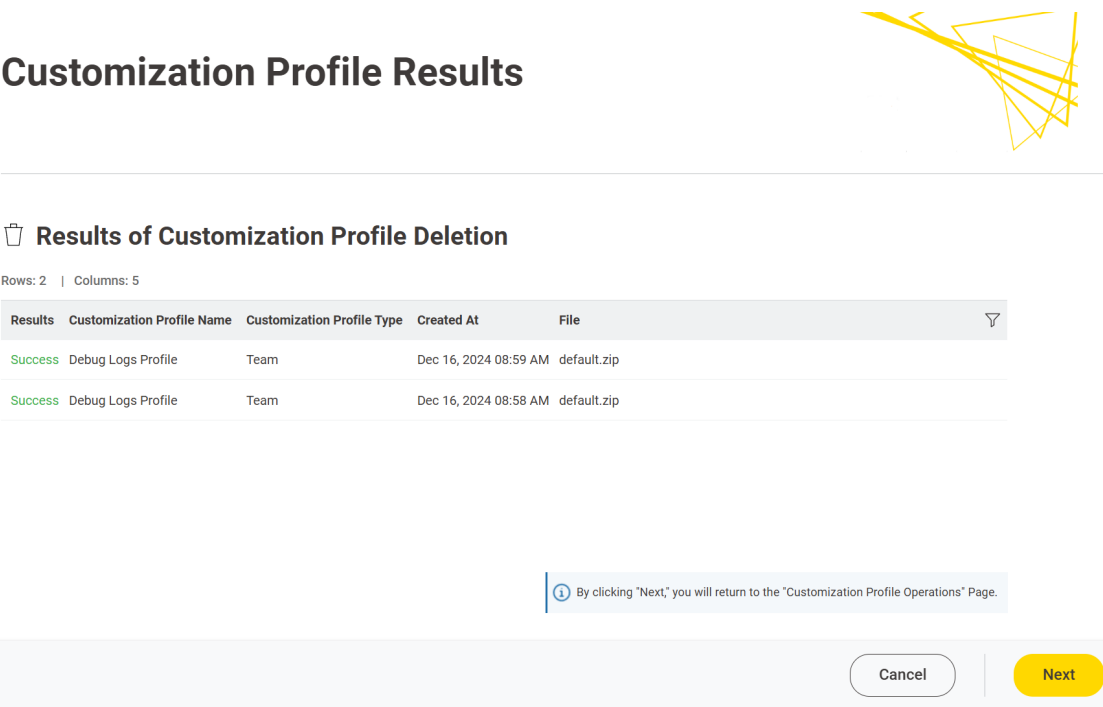 Customization Profile Results
Results of Customization Profile Deletion
Rows: 2 | Columns: 5
Results Customization Profile Name Customization Profile Type Created At File
Success Debug Logs Profile Team Dec 16, 2024 08:59 AM default.zip
Success Debug Logs Profile Team Dec 16, 2024 08:58 AM default.zip
By clicking "Next," you will return to the "Customization Profile Operations" Page.
Cancel Next